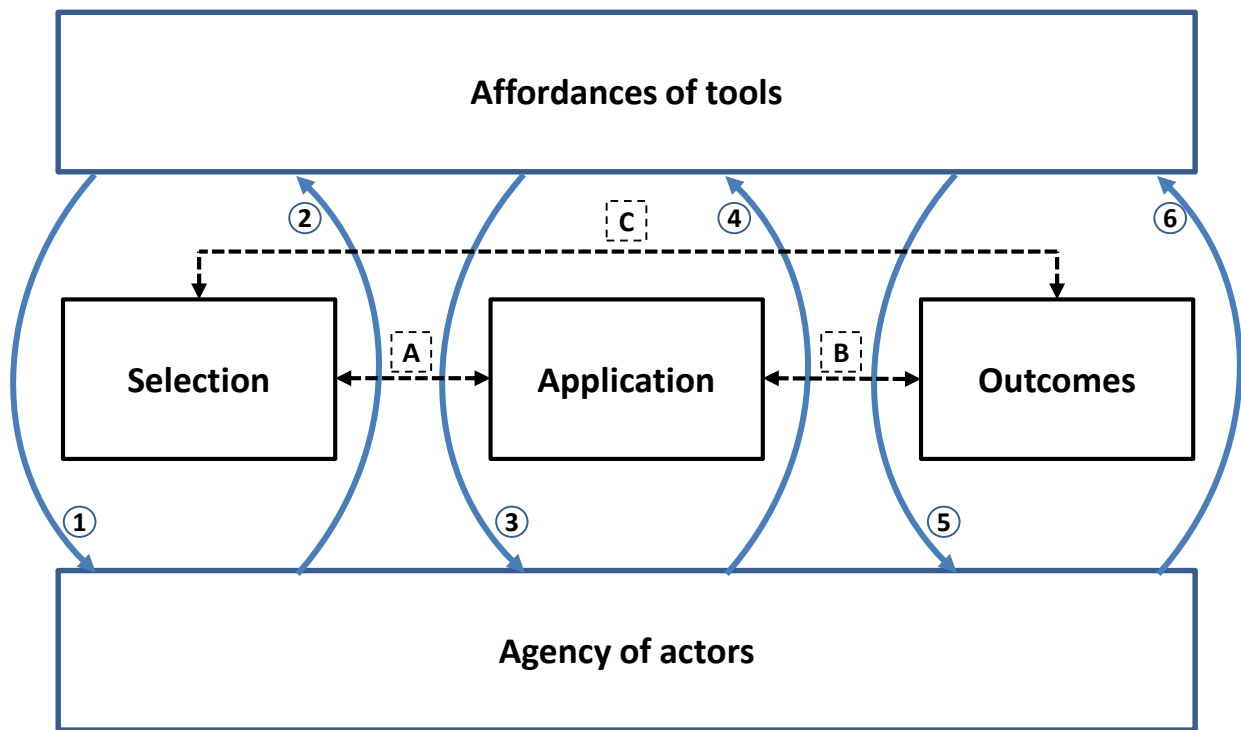 Affordances of tools
2
C
4
6
A
B
Selection
Application
Outcomes
1
3
5
Agency of actors